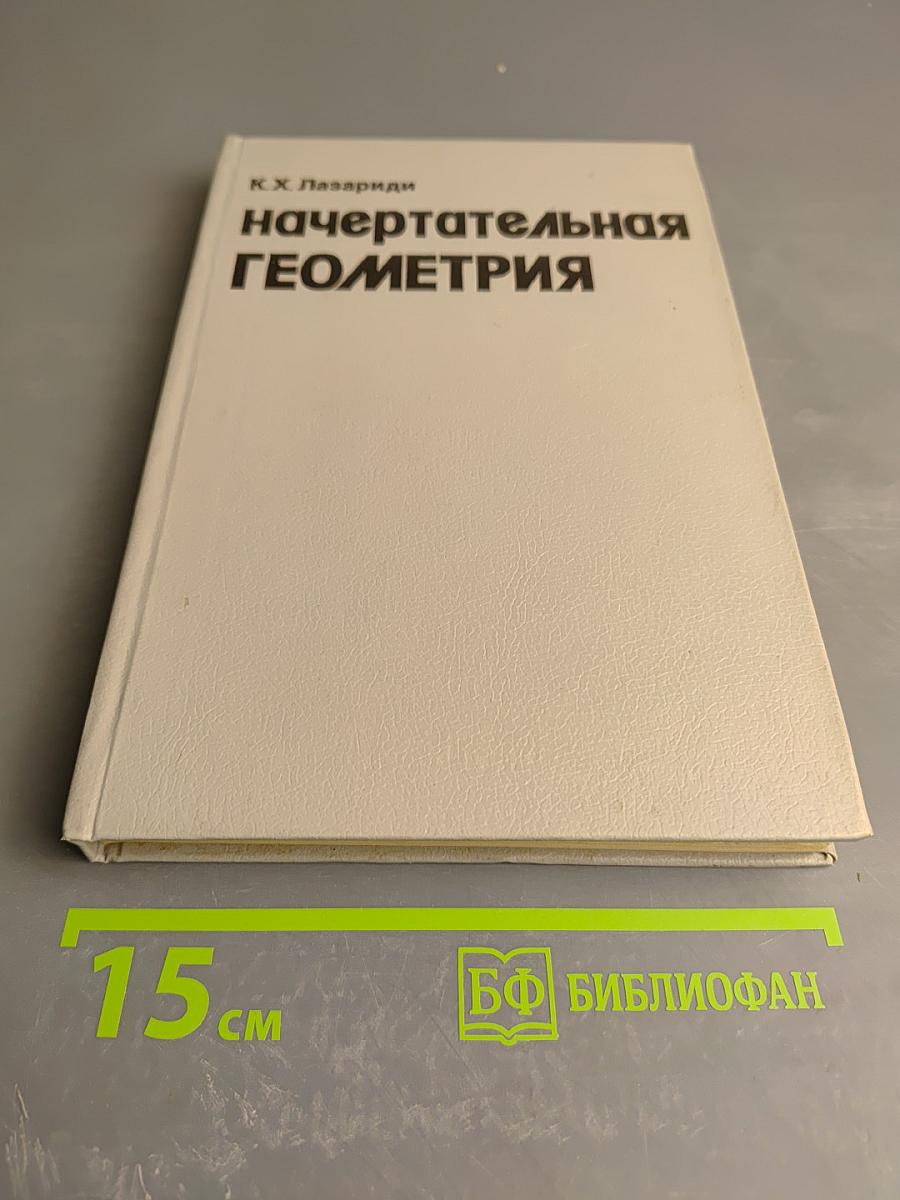 К. Х. Лазариди
Начертательная
ГЕОМЕТРИЯ
15 см
БФ БИБЛИОФАН